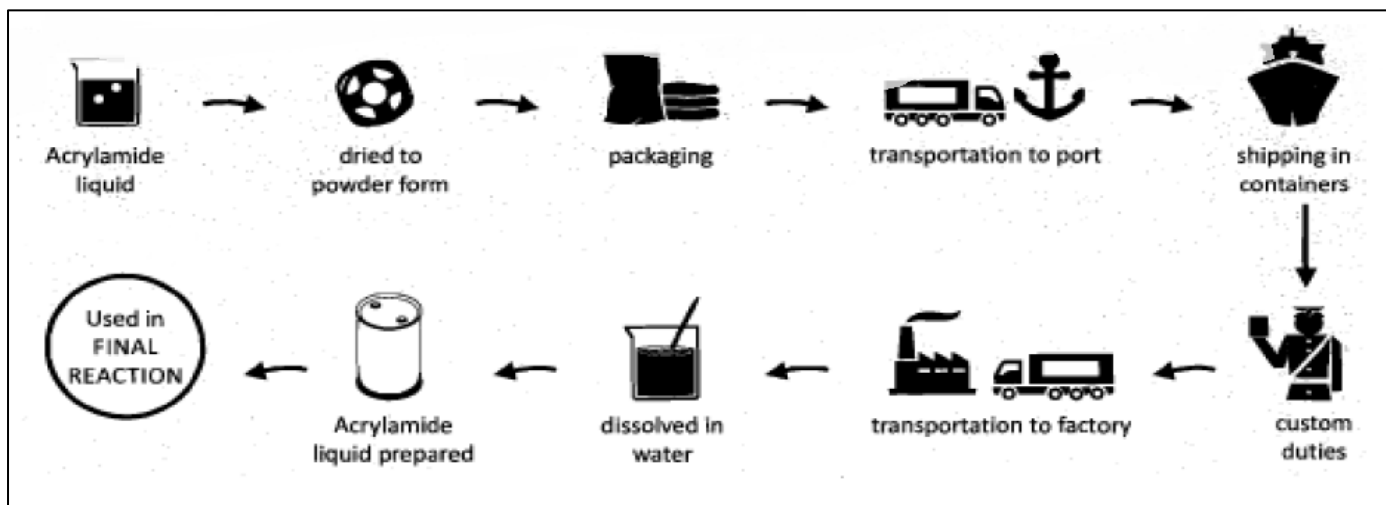 Acrylamide
liquid
dried to
powder form
packaging
transportation to port
shipping in
containers
custom
duties
transportation to factory
dissolved in
water
Acrylamide
liquid prepared
Used in
FINAL
REACTION